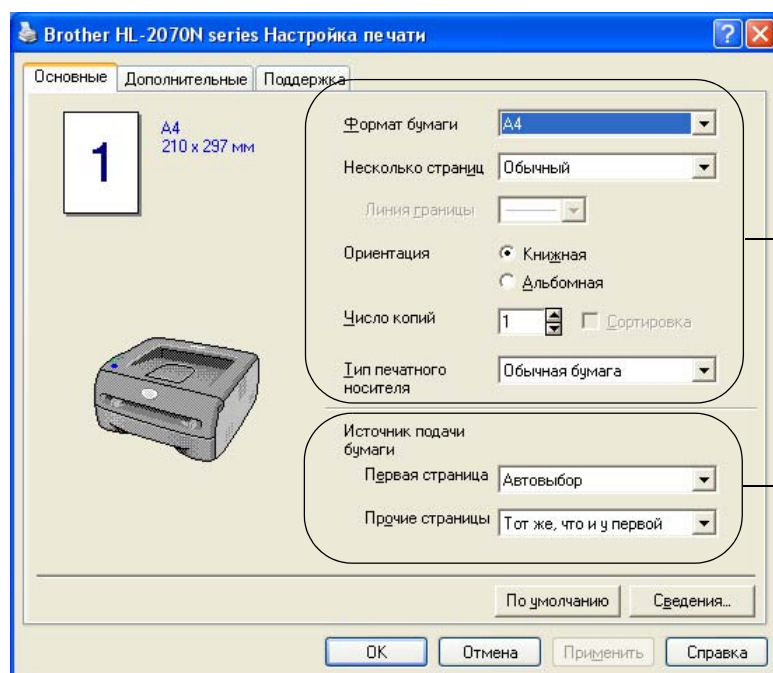 Brother HL-2070N series Настройка печати
Основные Дополнительные Поддержка
1
A4
210 x 297 мм
Формат бумаги A4
Несколько страниц Обычный
Линия границы
Ориентация Книжная
Альбомная
Число копий 1 Сортировка
Тип печатного носителя Обычная бумага
Источник подачи
бумаги
Первая страница Автовыбор
Прочие страницы Тот же, что и у первой
По умолчанию Сведения...
OK Отмена Применить Справка